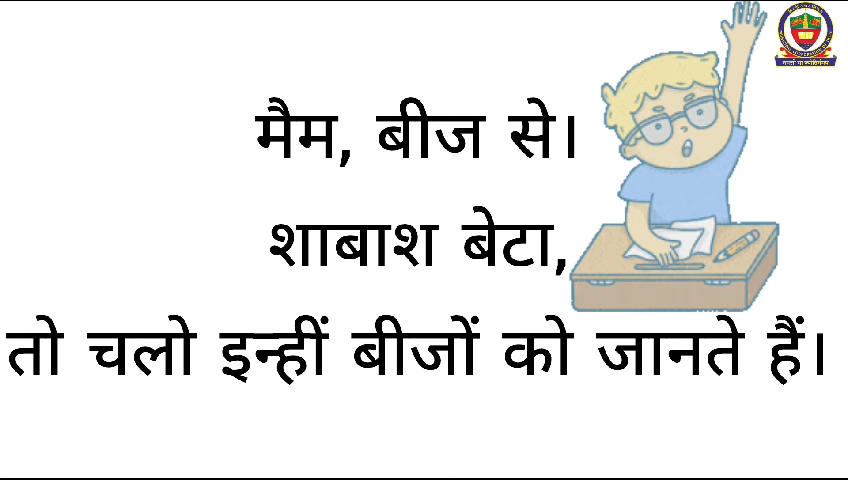 मैम, बीज से।
शाबाश बेटा,
तो चलो इन्हीं बीजों को जानते हैं।